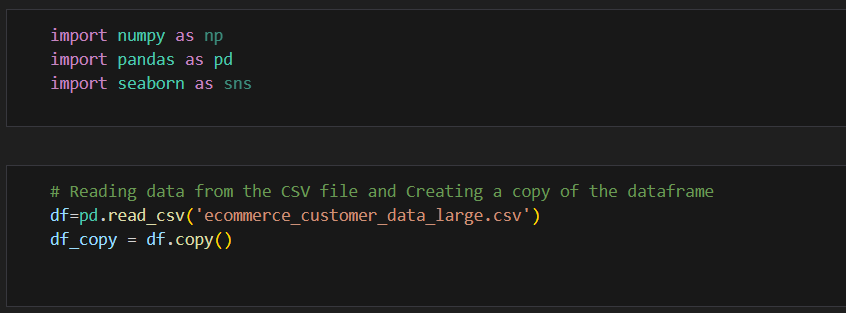 import numpy as np
import pandas as pd
import seaborn as sns
# Reading data from the CSV file and Creating a copy of the dataframe
df=pd.read_csv('ecommerce_customer_data_large.csv')
df_copy = df.copy()